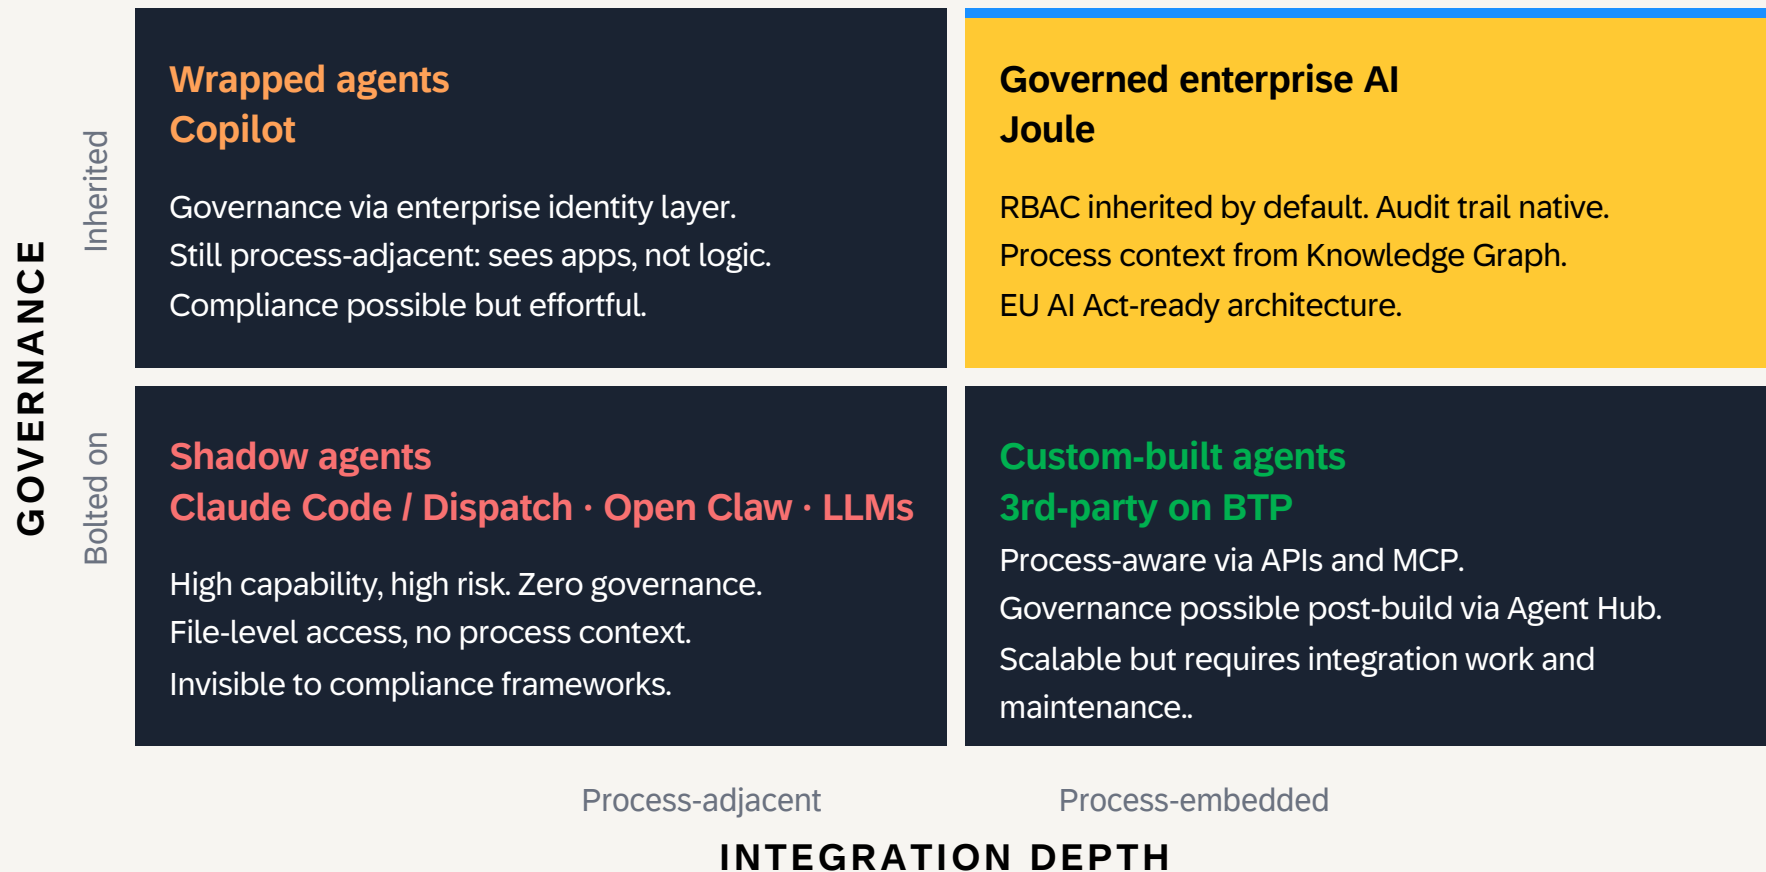 GOVERNANCE
Inherited
Bolted on
Wrapped agents
Copilot
Governance via enterprise identity layer.
Still process-adjacent: sees apps, not logic.
Compliance possible but effortful.
Governed enterprise AI
Joule
RBAC inherited by default. Audit trail native.
Process context from Knowledge Graph.
EU AI Act-ready architecture.
Shadow agents
Claude Code / Dispatch · Open Claw · LLMs
High capability, high risk. Zero governance.
File-level access, no process context.
Invisible to compliance frameworks.
Custom-built agents
3rd-party on BTP
Process-aware via APIs and MCP.
Governance possible post-build via Agent Hub.
Scalable but requires integration work and
maintenance..
Process-adjacent
Process-embedded
INTEGRATION DEPTH